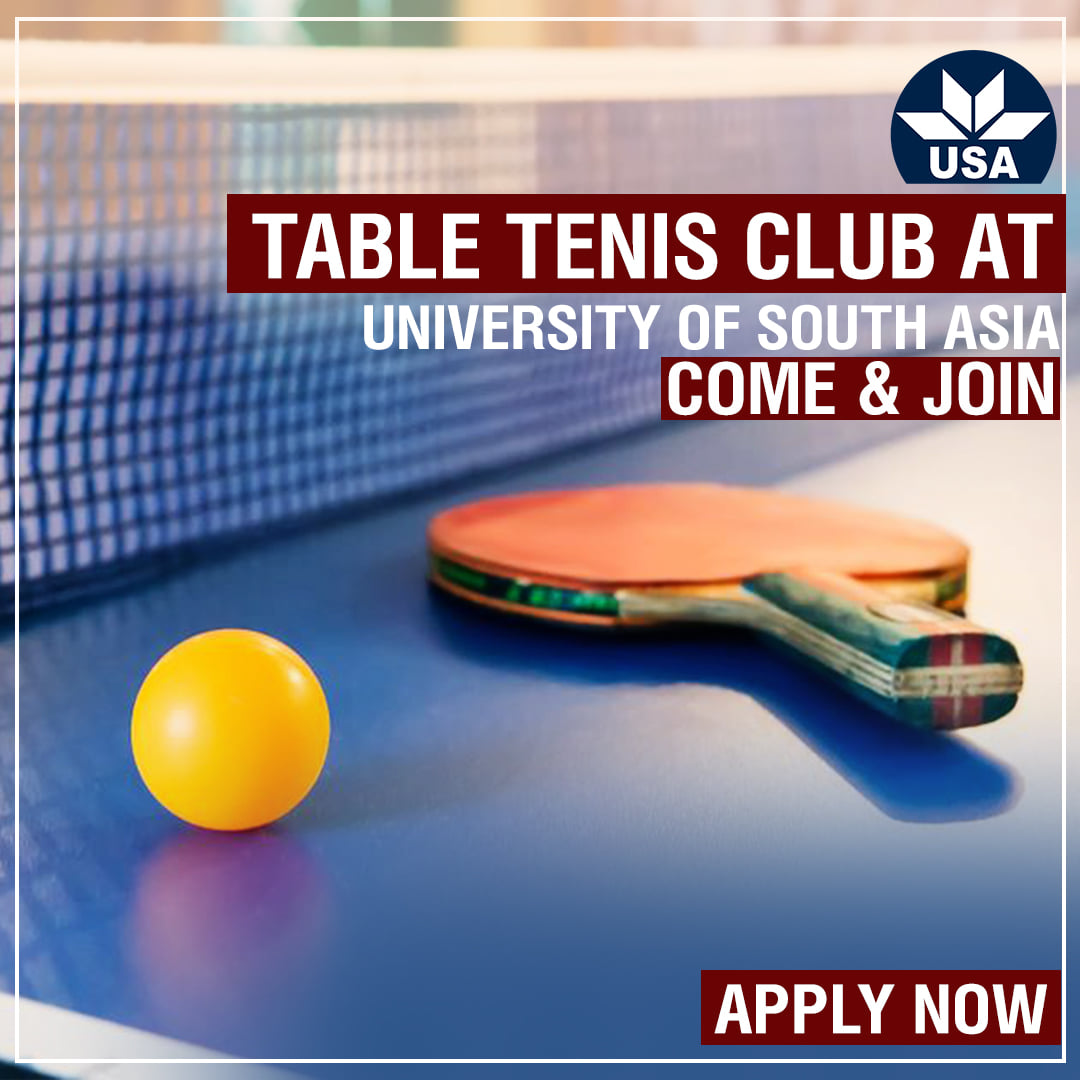 USA
TABLE TENIS CLUB AT
UNIVERSITY OF SOUTH ASIA
COME & JOIN
APPLY NOW